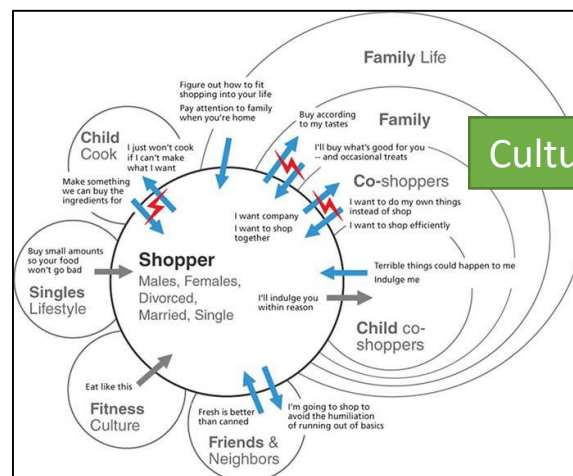 Family Life
Figure out how to fit
shopping into your life
Pay attention to family
when you're home
Family
Buy according
to my tastes
Child
Cook
I just won't cook
if I can't make
what I want
I'll buy what's good for you
-- and occasional treats
Cultu
Co-shoppers
Make something
we can buy the
ingredients for
I want to do my own things
instead of shop
I want to shop efficiently
I want company
I want to shop
together
Buy small amounts
so your food
won't go bad
Singles
Lifestyle
Shopper
Males, Females,
Divorced,
Married, Single
Terrible things could happen to me
Indulge me
I'll indulge you
within reason
Child co-
shoppers
Eat like this
Fitness
Culture
Fresh is better
than canned
I'm going to shop to
avoid the humiliation
of running out of basics
Friends &
Neighbors